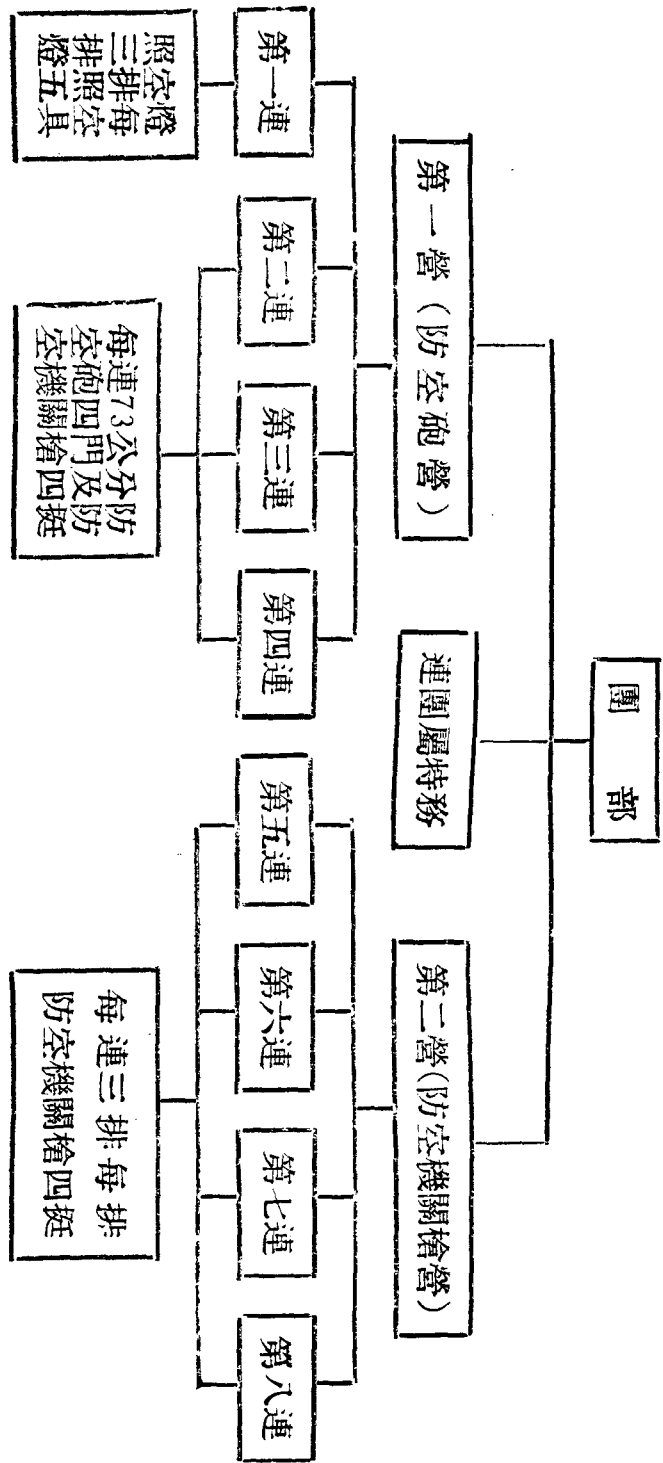 團部
第一營(防空砲營)
連團屬特務
第二營(防空機關槍營)
第一連
第二連
第三連
第四連
第五連
第六連
第七連
第八連
照空燈
三排每
排照空
燈五具
每連73公分防
空砲四門及防
空機關槍四挺
每連三排每排
防空機關槍四挺